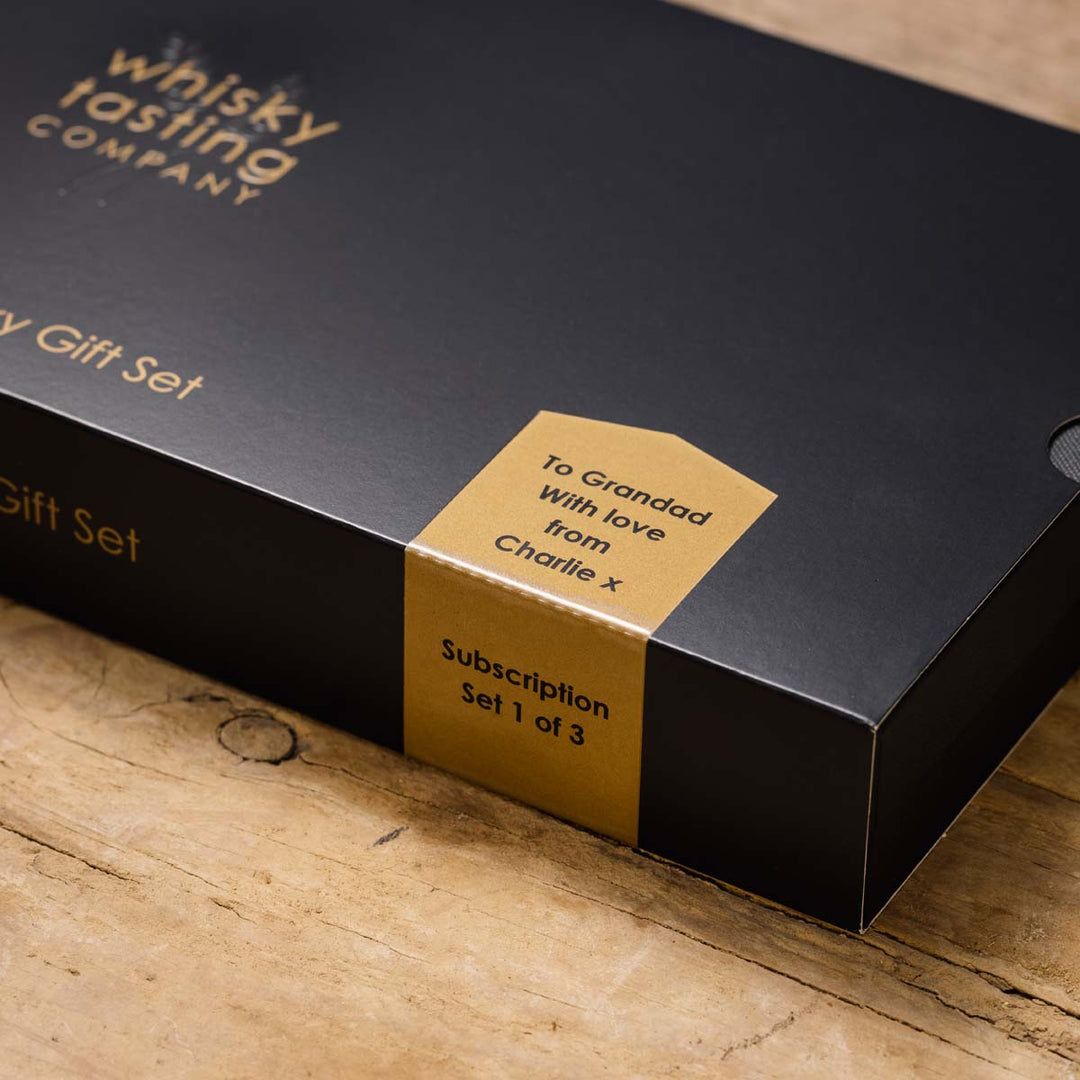 whisky
tasting
COMPANY
Gift Set
Gift Set
To Grandad
With love
from
Charlie x
Subscription
Set 1 of 3